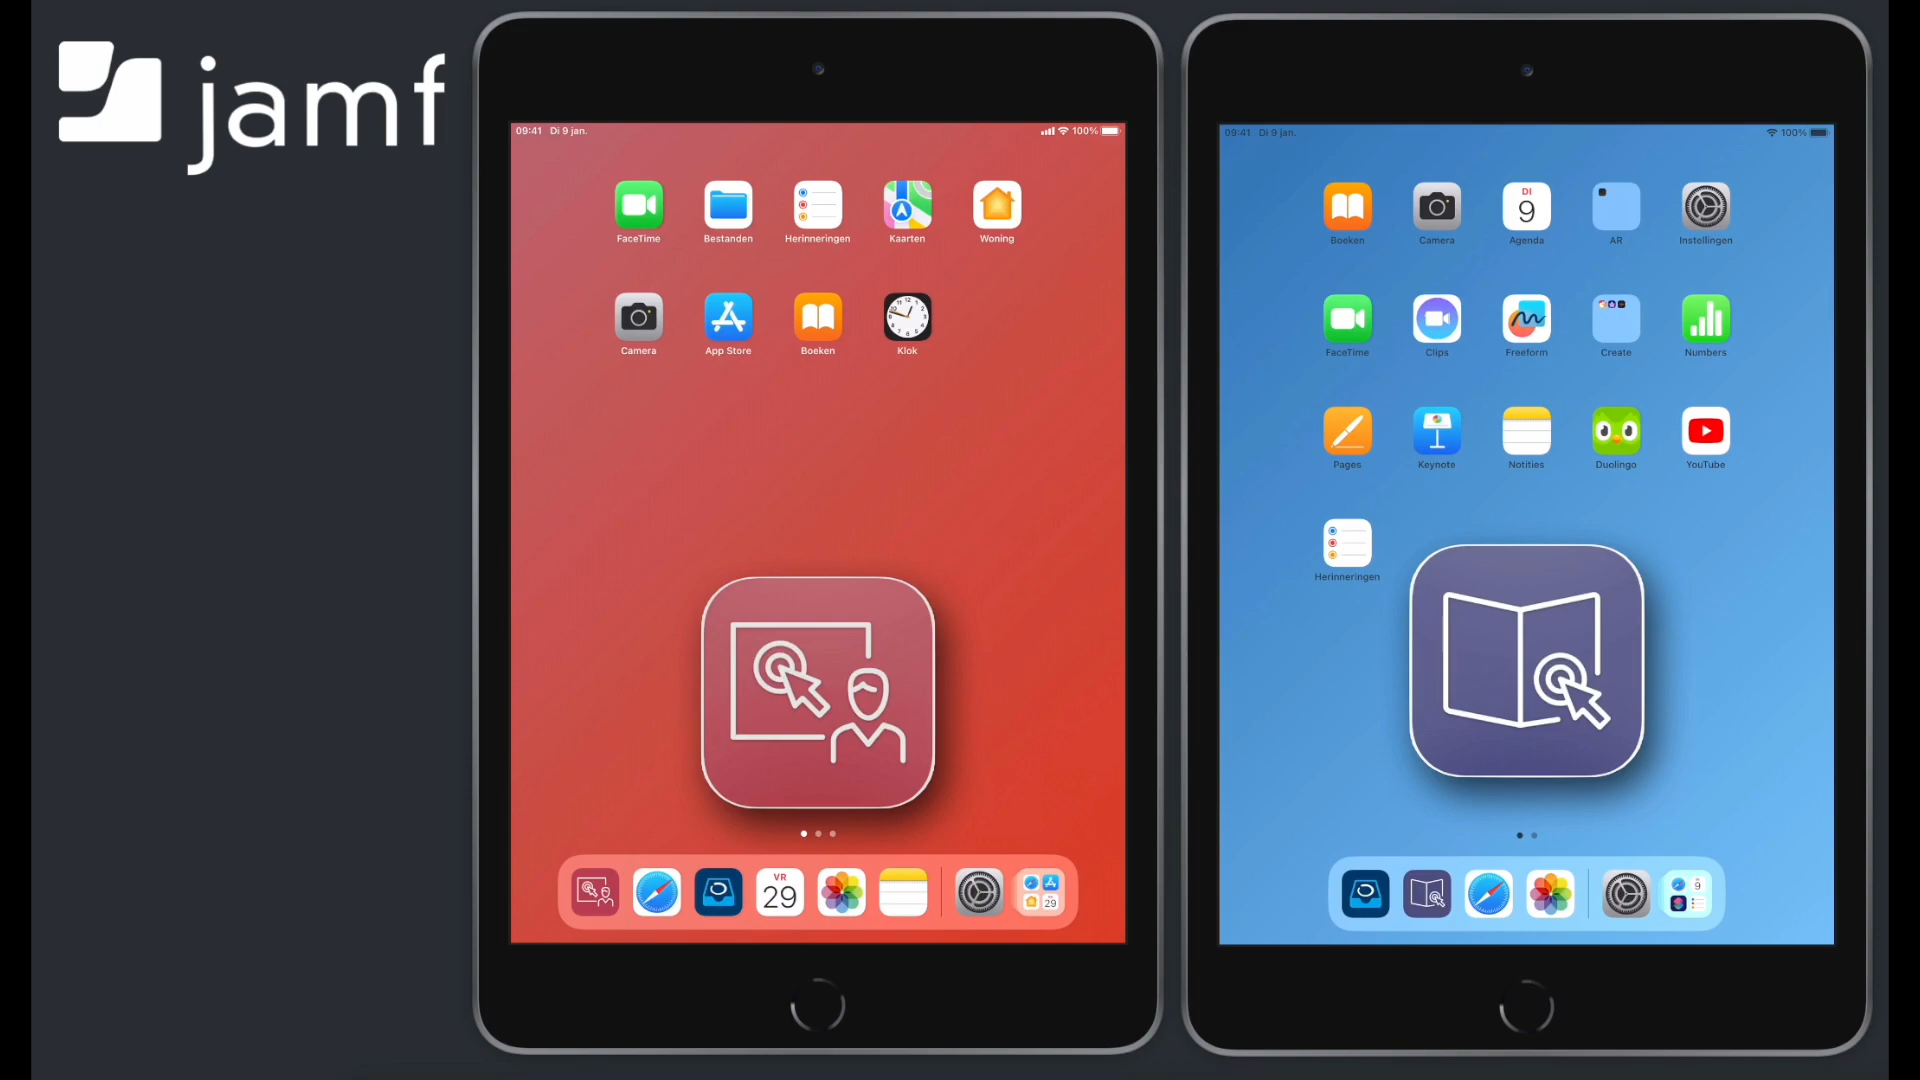 jamf
09:41 Di 9 jan.
100%
FaceTime
Bestanden
Herinneringen
Kaarten
Woning
Camera
App Store
Boeken
Klok
VR
29
29
09:41 Di 9 jan.
100%
Boeken
Camera
DI
9
Agenda
AR
Instellingen
FaceTime
Clips
Freeform
Create
Numbers
Pages
Keynote
Notities
Duolingo
YouTube
Herinneringen
9